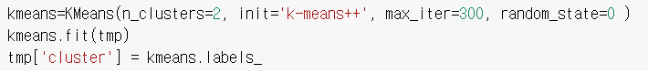 kmeans=KMeans(n_clusters=2, init='k-means++', max_iter=300, random_state=0 )
kmeans.fit(tmp)
tmp['cluster'] = kmeans.labels_